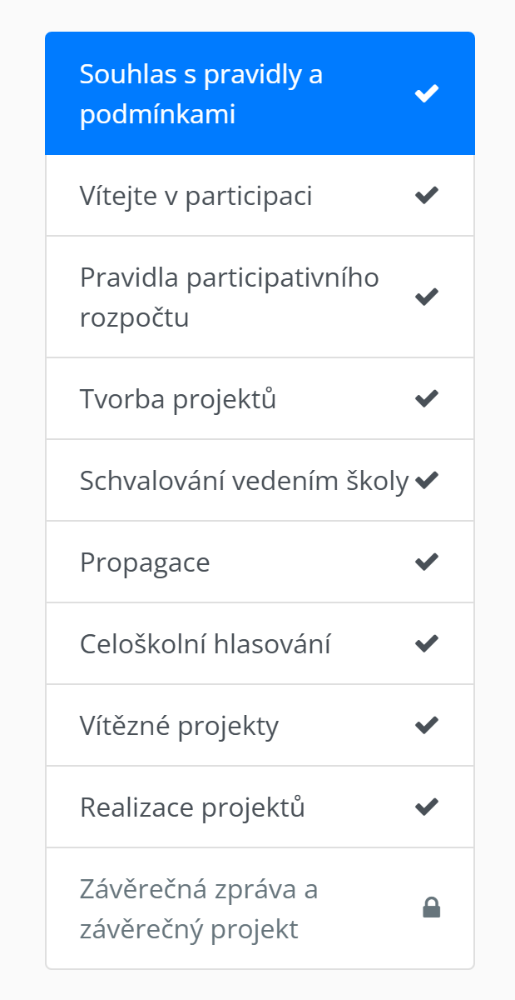 Souhlas s pravidly a
podmínkami
Vítejte v participaci
Pravidla participativního
rozpočtu
Tvorba projektů
Schvalování vedením školy
Propagace
Celoškolní hlasování
Vítězné projekty
Realizace projektů
Závěrečná zpráva a
závěrečný projekt